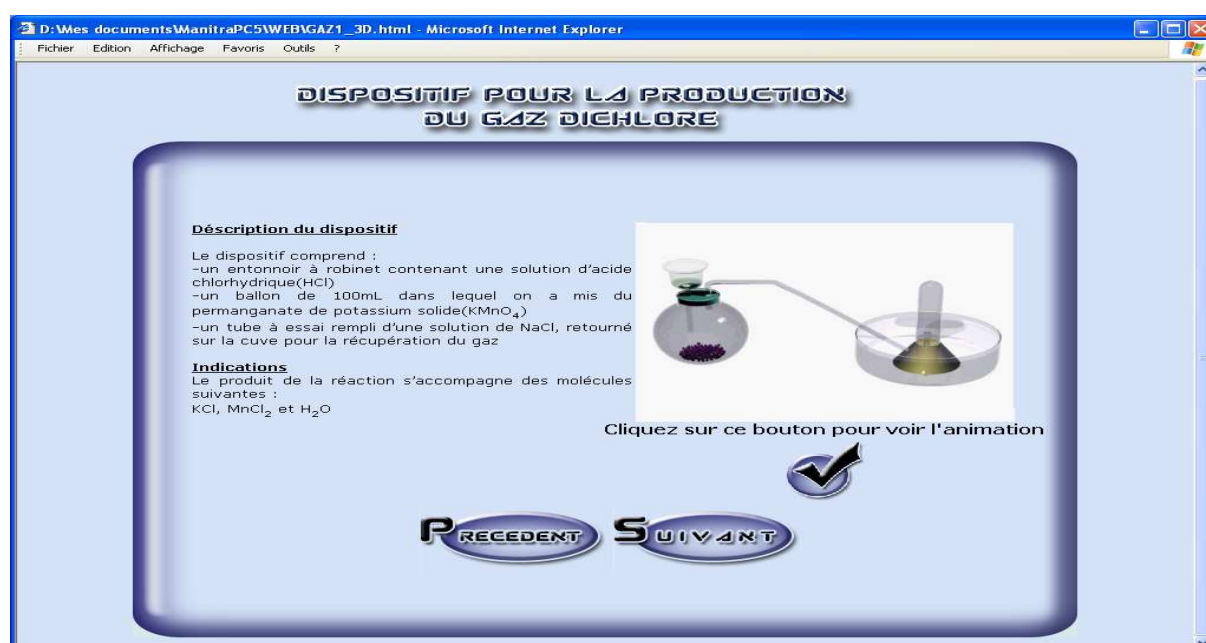 D:\Mes documents\ManitraPC5\WEB\GAZ1_3D.html - Microsoft Internet Explorer
Fichier Edition Affichage Favoris Outils ?
DISPOSITIF POUR LA PRODUCTION
DU GAZ DICHLORE
Déscription du dispositif
Le dispositif comprend :
-un entonnoir à robinet contenant une solution d'acide
chlorhydrique(HCl)
-un ballon de 100mL dans lequel on a mis du
permanganate de potassium solide(KMnO₄)
-un tube à essai rempli d'une solution de NaCl, retourné
sur la cuve pour la récupération du gaz
Indications
Le produit de la réaction s'accompagne des molécules
suivantes :
KCl, MnCl₂ et H₂O
Cliquez sur ce bouton pour voir l'animation
PRECEDENT SUIVANT